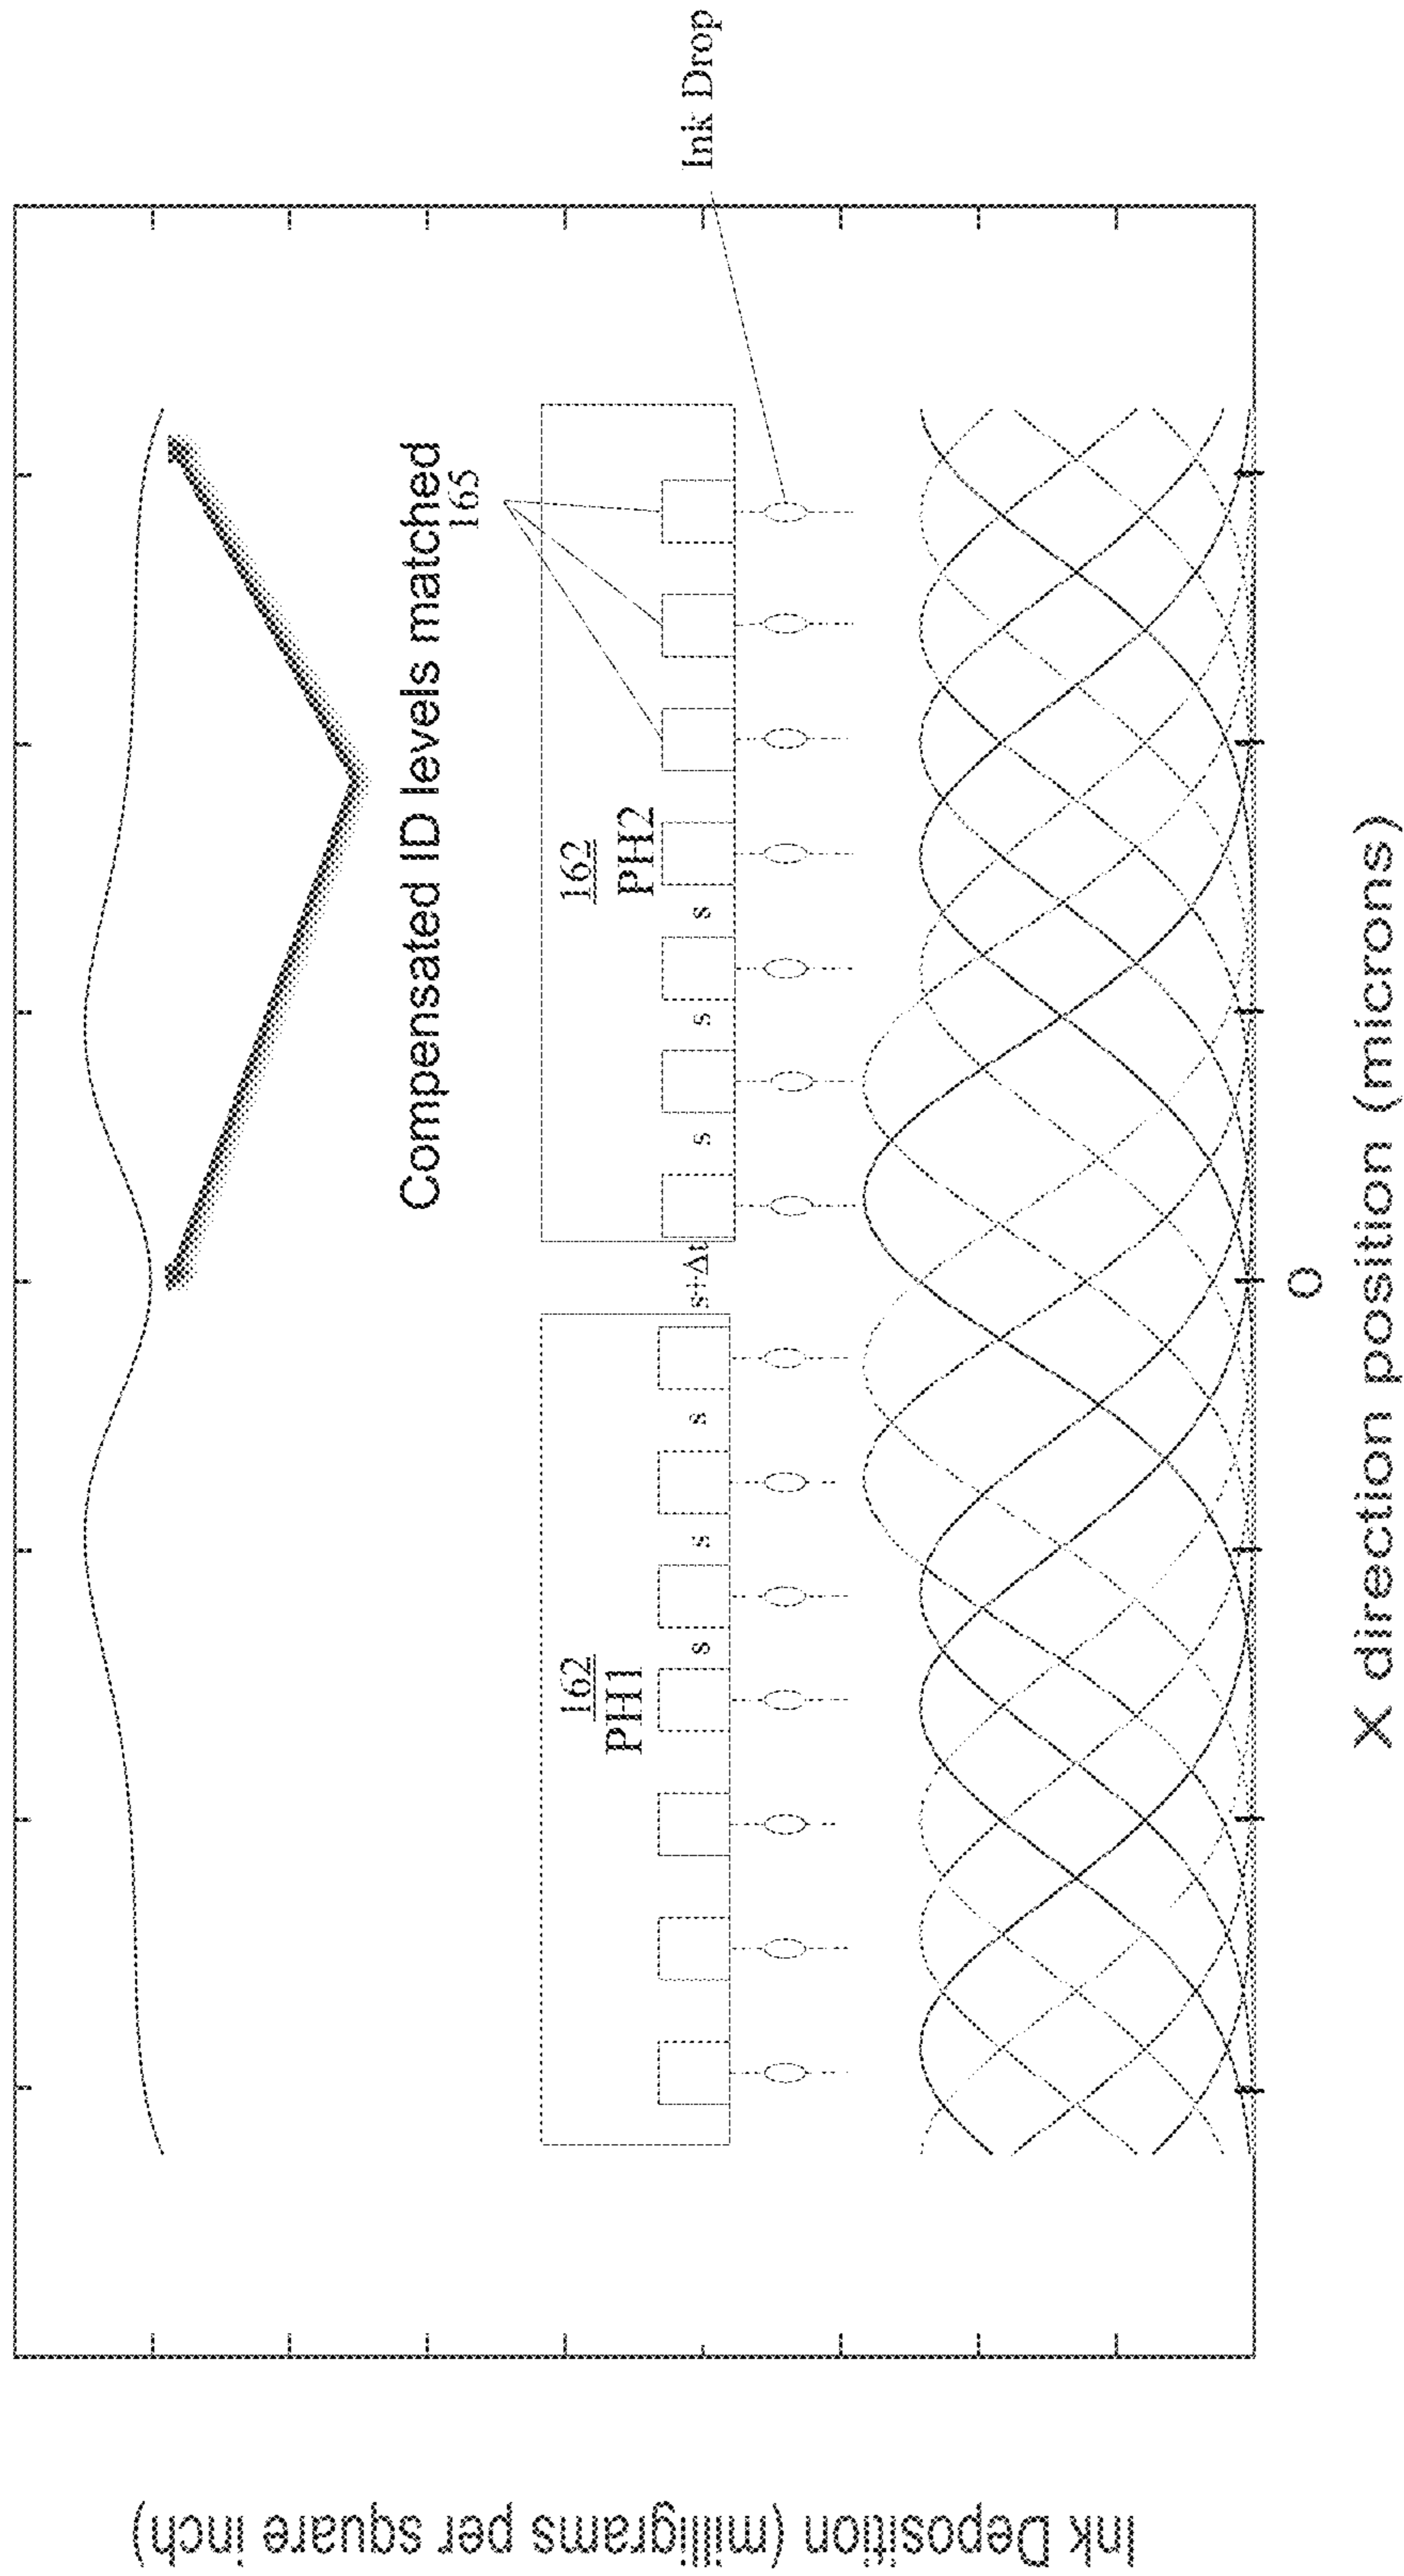 Ink Deposition (milligrams per square inch)
Compensated ID levels matched
165
162
PH1
162
PH2
s
s
s
s+Δt
s
s
s
Ink Drop
0
X direction position (microns)